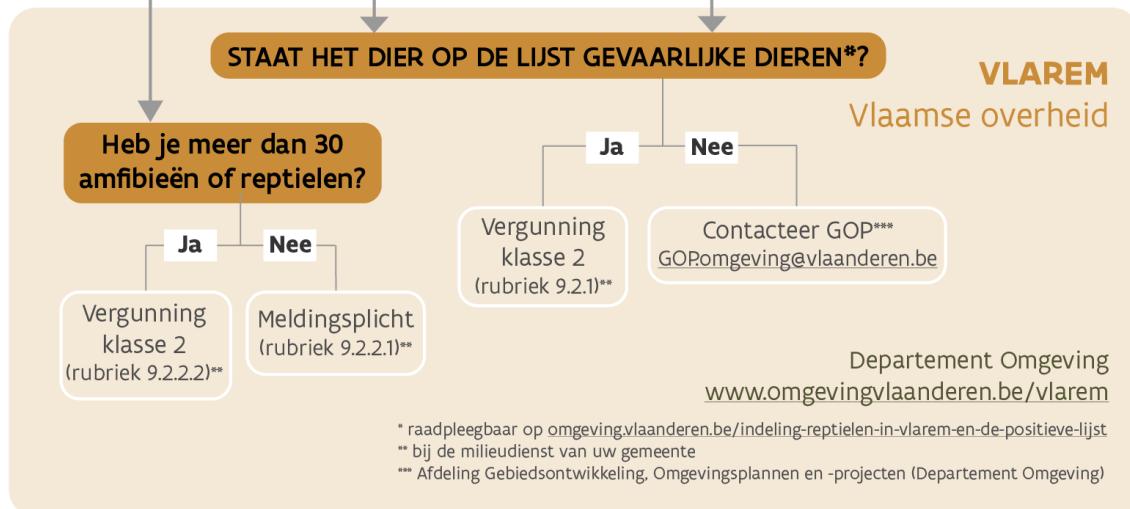 STAAT HET DIER OP DE LIJST GEVAARLIJKE DIEREN*?
VLAREM
Vlaamse overheid
Heb je meer dan 30
amfibieën of reptielen?
Ja
Nee
Vergunning
klasse 2
(rubriek 9.2.1)**
Contacteer GOP***
GOP.omgeving@vlaanderen.be
Ja
Nee
Vergunning
klasse 2
(rubriek 9.2.2.2)**
Meldingsplicht
(rubriek 9.2.2.1)**
Departement Omgeving
www.omgevingvlaanderen.be/vlarem
* raadpleegbaar op omgeving.vlaanderen.be/indeling-reptielen-in-vlarem-en-de-positieve-lijst
** bij de milieudienst van uw gemeente
*** Afdeling Gebiedsontwikkeling, Omgevingsplannen en -projecten (Departement Omgeving)